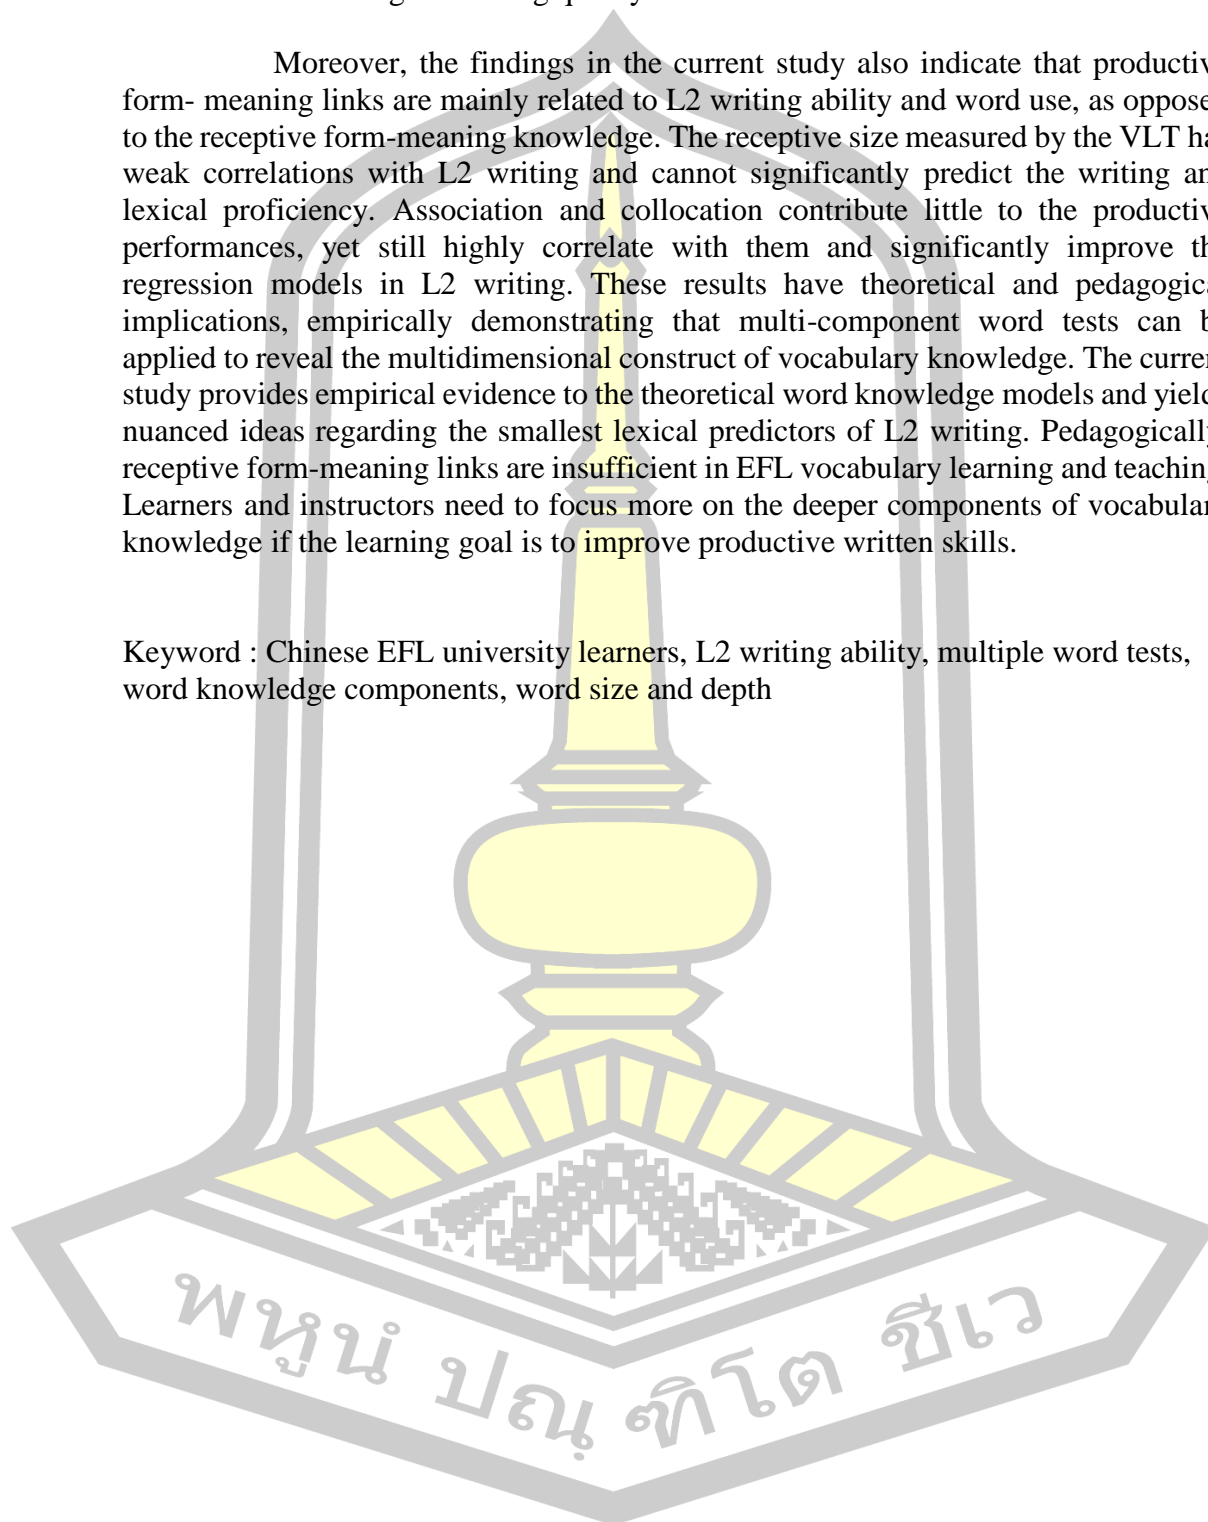 Moreover, the findings in the current study also indicate that productiv
form- meaning links are mainly related to L2 writing ability and word use, as oppose
to the receptive form-meaning knowledge. The receptive size measured by the VLT ha
weak correlations with L2 writing and cannot significantly predict the writing an
lexical proficiency. Association and collocation contribute little to the productiv
performances, yet still highly correlate with them and significantly improve th
regression models in L2 writing. These results have theoretical and pedagogica
implications, empirically demonstrating that multi-component word tests can b
applied to reveal the multidimensional construct of vocabulary knowledge. The curren
study provides empirical evidence to the theoretical word knowledge models and yield
nuanced ideas regarding the smallest lexical predictors of L2 writing. Pedagogically
receptive form-meaning links are insufficient in EFL vocabulary learning and teaching
Learners and instructors need to focus more on the deeper components of vocabular
knowledge if the learning goal is to improve productive written skills.
Keyword : Chinese EFL university learners, L2 writing ability, multiple word tests,
word knowledge components, word size and depth
พหูนํ ปณฺฑิโต ชีเว